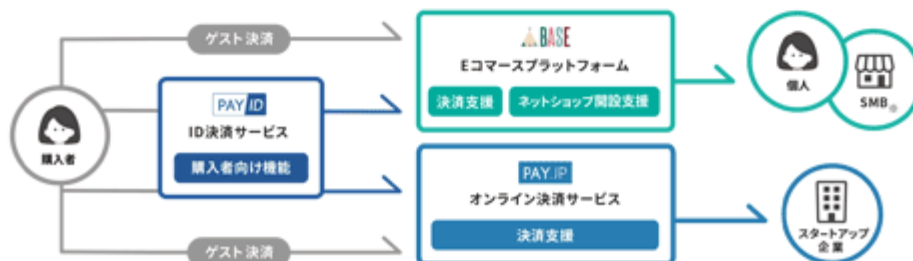 ゲスト決済
BASE
Eコマースプラットフォーム
決済支援
ネットショップ開設支援
個人
SMB
購入者
PAY ID
ID決済サービス
購入者向け機能
PAY.JP
オンライン決済サービス
決済支援
スタートアップ
企業
ゲスト決済